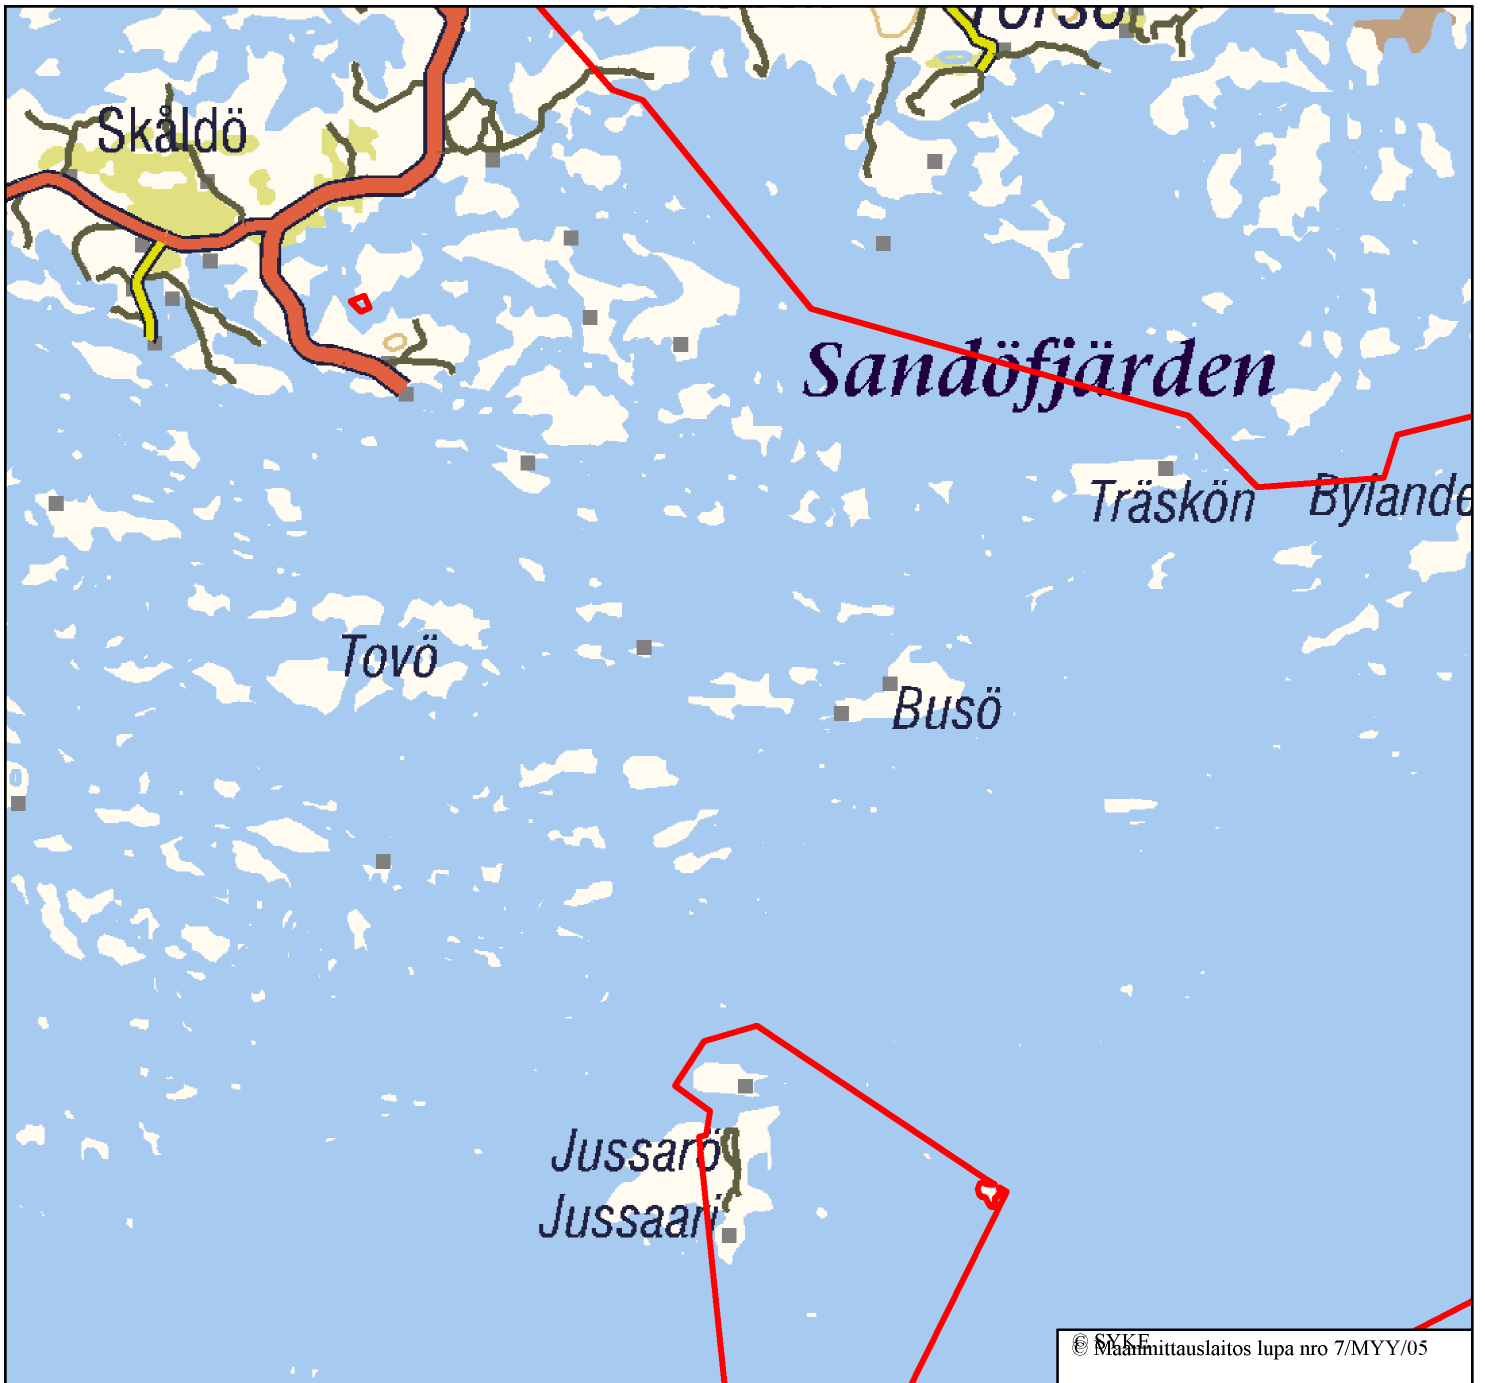 Skåldö
Sandöfjärden
Träskön
Bylande
Tovö
Busö
Jussarö
Jussaari
© SYKE
© Maanmittauslaitos lupa nro 7/MYY/05